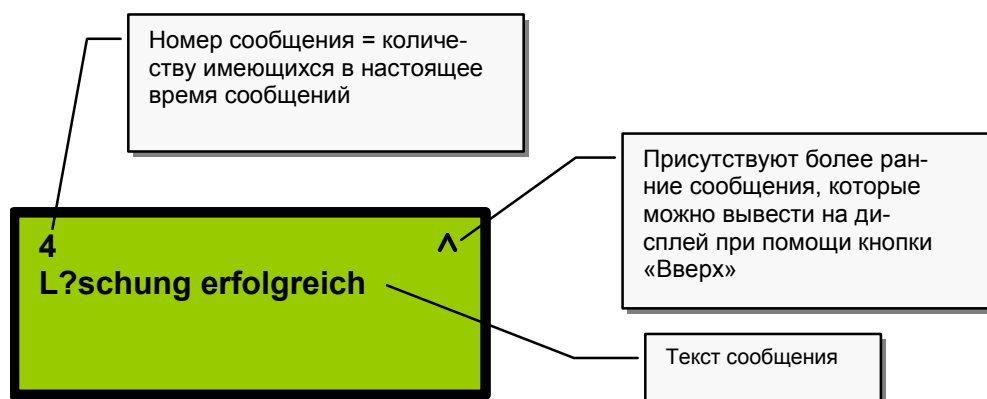 Номер сообщения = количе-
ству имеющихся в настоящее
время сообщений
Присутствуют более ран-
ние сообщения, которые
можно вывести на ди-
сплей при помощи кнопки
«Вверх»
4 ^
L?schung erfolgreich
Текст сообщения